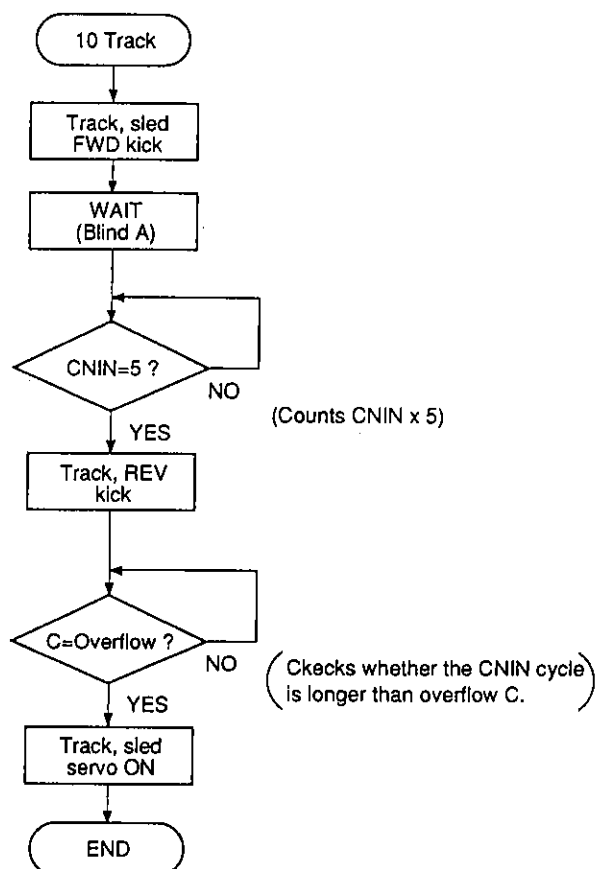 10 Track
Track, sled
FWD kick
WAIT
(Blind A)
CNIN=5 ?
NO
(Counts CNIN x 5)
YES
Track, REV
kick
C=Overflow ?
NO
(Ckecks whether the CNIN cycle
is longer than overflow C.)
YES
Track, sled
servo ON
END